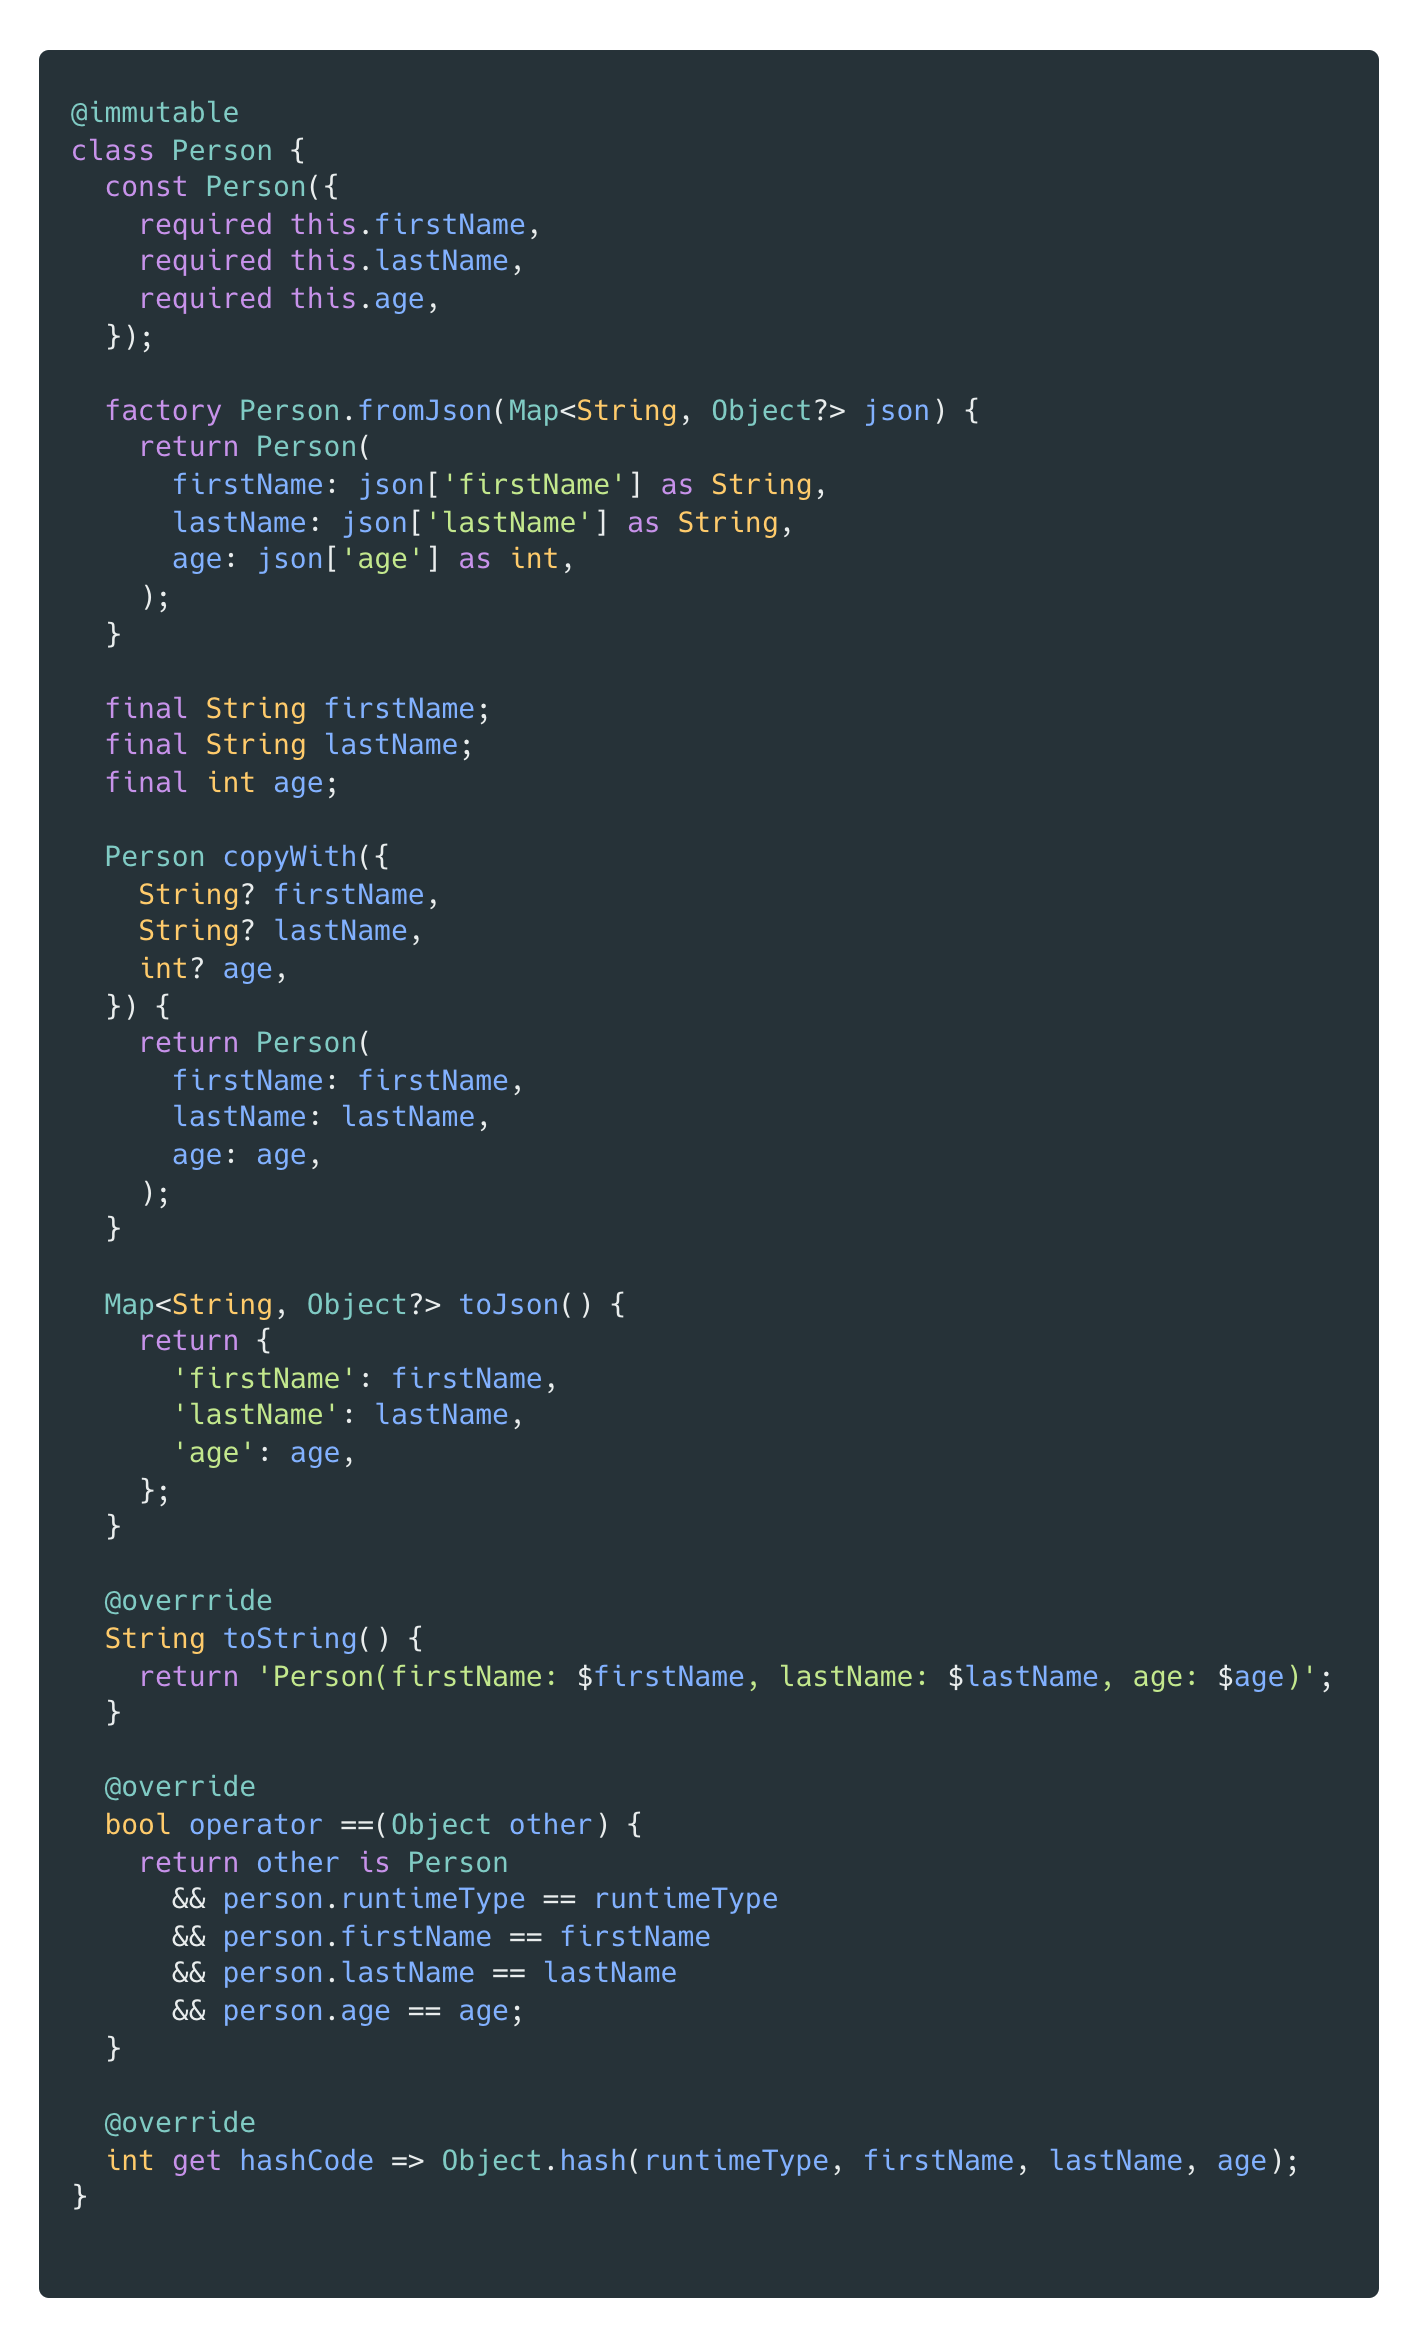 @immutable
class Person {
  const Person({
    required this.firstName,
    required this.lastName,
    required this.age,
  });

  factory Person.fromJson(Map<String, Object?> json) {
    return Person(
      firstName: json['firstName'] as String,
      lastName: json['lastName'] as String,
      age: json['age'] as int,
    );
  }

  final String firstName;
  final String lastName;
  final int age;

  Person copyWith({
    String? firstName,
    String? lastName,
    int? age,
  }) {
    return Person(
      firstName: firstName,
      lastName: lastName,
      age: age,
    );
  }

  Map<String, Object?> toJson() {
    return {
      'firstName': firstName,
      'lastName': lastName,
      'age': age,
    };
  }

  @overrride
  String toString() {
    return 'Person(firstName: $firstName, lastName: $lastName, age: $age)';
  }

  @override
  bool operator ==(Object other) {
    return other is Person
      && person.runtimeType == runtimeType
      && person.firstName == firstName
      && person.lastName == lastName
      && person.age == age;
  }

  @override
  int get hashCode => Object.hash(runtimeType, firstName, lastName, age);
}